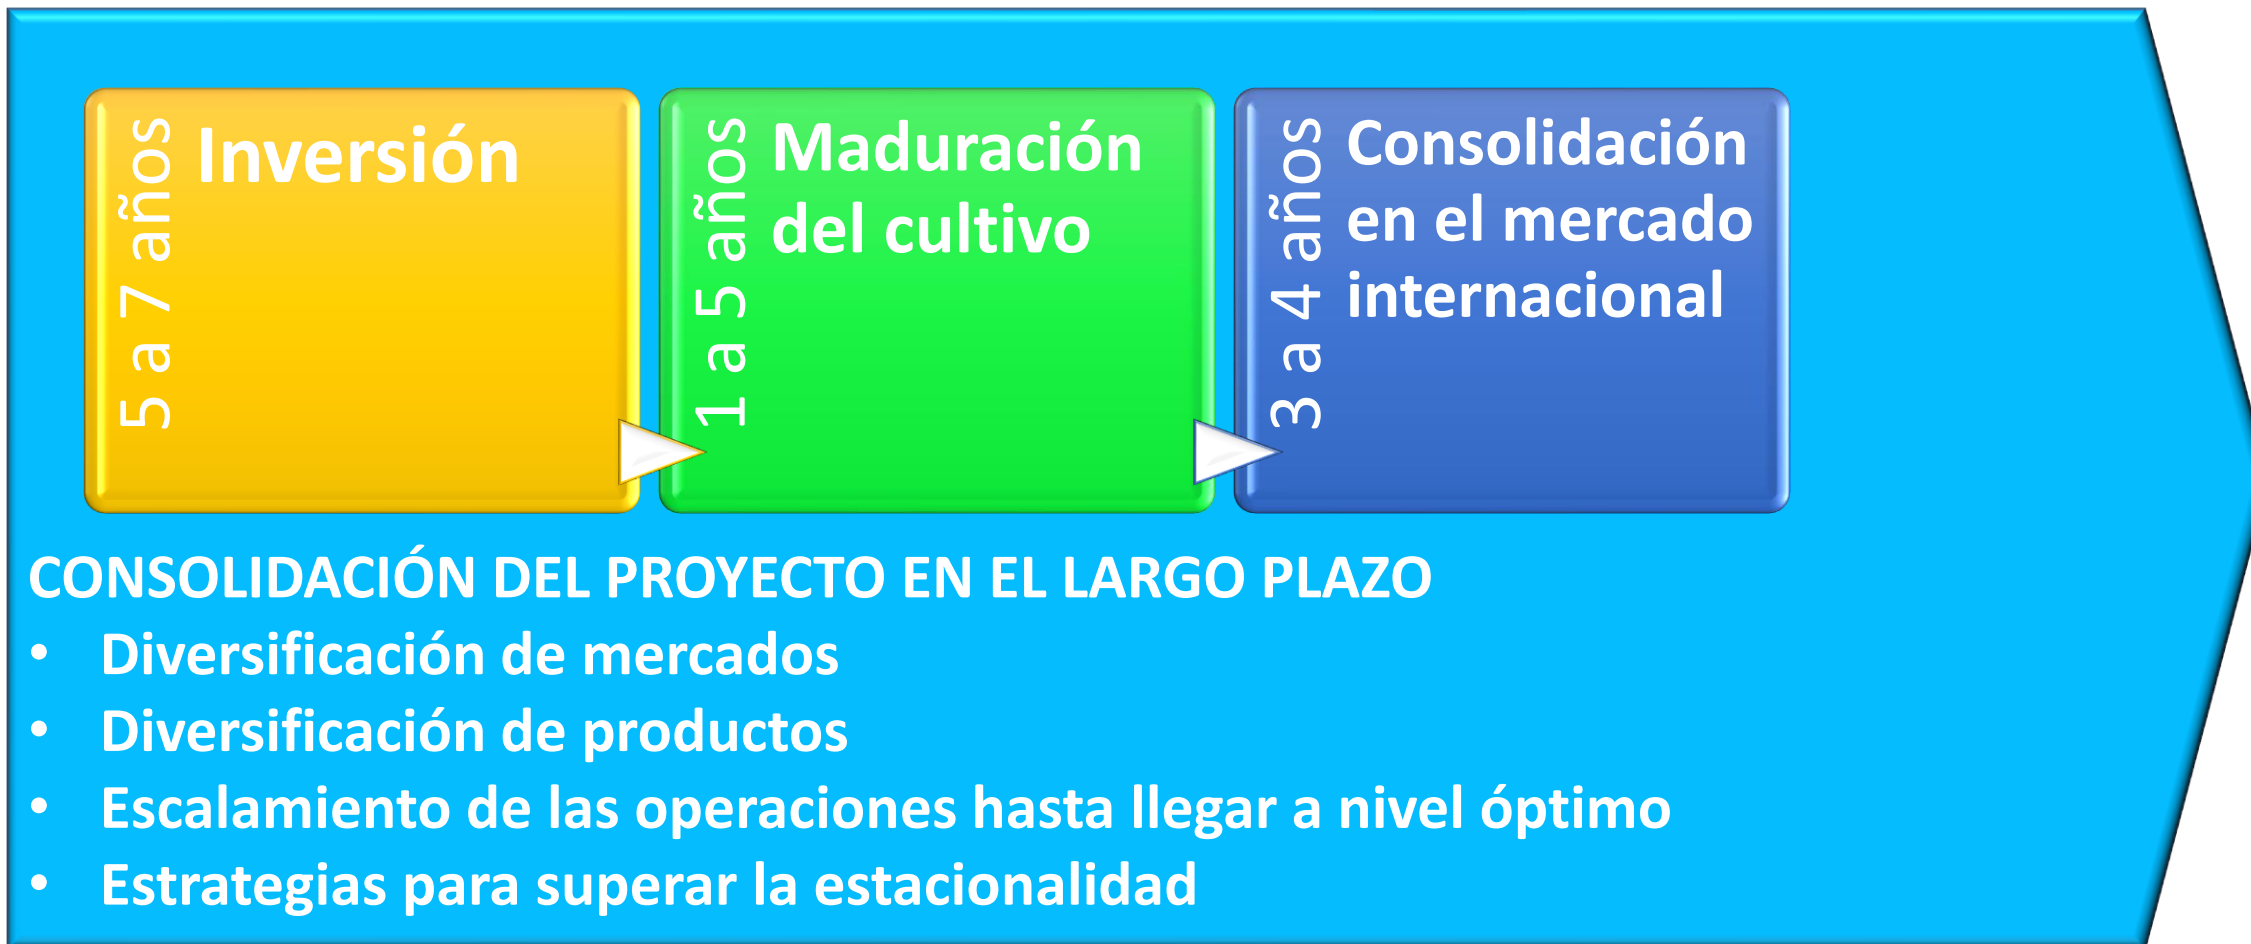 5 a 7 años
Inversión
1 a 5 años
Maduración
del cultivo
3 a 4 años
Consolidación
en el mercado
internacional
CONSOLIDACIÓN DEL PROYECTO EN EL LARGO PLAZO
• Diversificación de mercados
• Diversificación de productos
• Escalamiento de las operaciones hasta llegar a nivel óptimo
• Estrategias para superar la estacionalidad